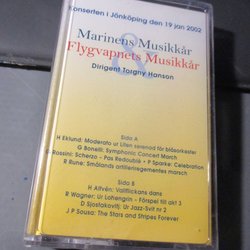 Konserten i Jönköping den 19 jan 2002
Marinens Musikkår
&
Flygvapnets Musikkår
Dirigent Torgny Hanson
Sida A
H Eklund: Moderato ur Liten serenad för blåsorkester
G Bonelli: Symphonic Concert March
G Rossini: Scherzo - Pas Redoublé • P Sparke: Celebration
R Rune: Smålands artilleriregementes marsch
Sida B
H Alfvén: Vallflickans dans
R Wagner: Ur Lohengrin - Förspel till akt 3
D Sjostakovitj: Ur Jazz-Svit nr 2
J P Sousa: The Stars and Stripes Forever